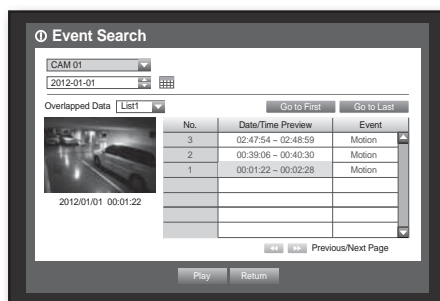 Event Search
CAM 01
2012-01-01
Overlapped Data List1 Go to First Go to Last
No. Date/Time Preview Event
3 02:47:54 ~ 02:48:59 Motion
2 00:39:06 ~ 00:40:30 Motion
1 00:01:22 ~ 00:02:28 Motion
2012/01/01 00:01:22
Previous/Next Page
Play Return